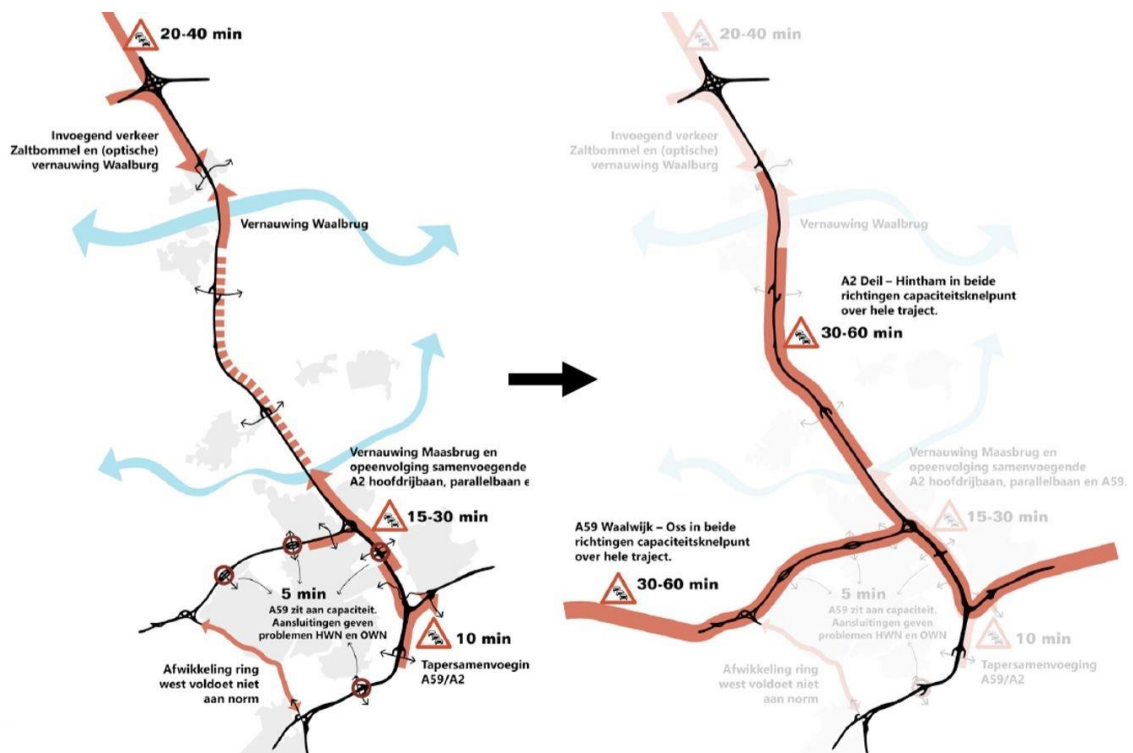 20-40 min
Invoegend verkeer
Zaltbommel en (optische)
vernauwing Waalburg
Vernauwing Waalbrug
Vernauwing Maasbrug en
opeenvolging samenvoegende
A2 hoofdrijbaan, parallelbaan e
15-30 min
5 min
A59 zit aan capaciteit.
Aansluitingen geven
problemen HWN en OWN
10 min
Tapersamenvoeging
A59/A2
Afwikkeling ring
west voldoet niet
aan norm
20-40 min
Invoegend verkeer
Zaltbommel en (optische)
vernauwing Waalburg
Vernauwing Waalbrug
A2 Deil – Hintham in beide
richtingen capaciteitsknelpunt
over hele traject.
30-60 min
Vernauwing Maasbrug en
opeenvolging samenvoegende
A2 hoofdrijbaan, parallelbaan en A59.
15-30 min
A59 Waalwijk – Oss in beide
richtingen capaciteitsknelpunt
over hele traject.
30-60 min
5 min
A59 zit aan capaciteit.
Aansluitingen geven
problemen HWN en OWN
10 min
Tapersamenvoeging
A59/A2
Afwikkeling ring
west voldoet niet
aan norm